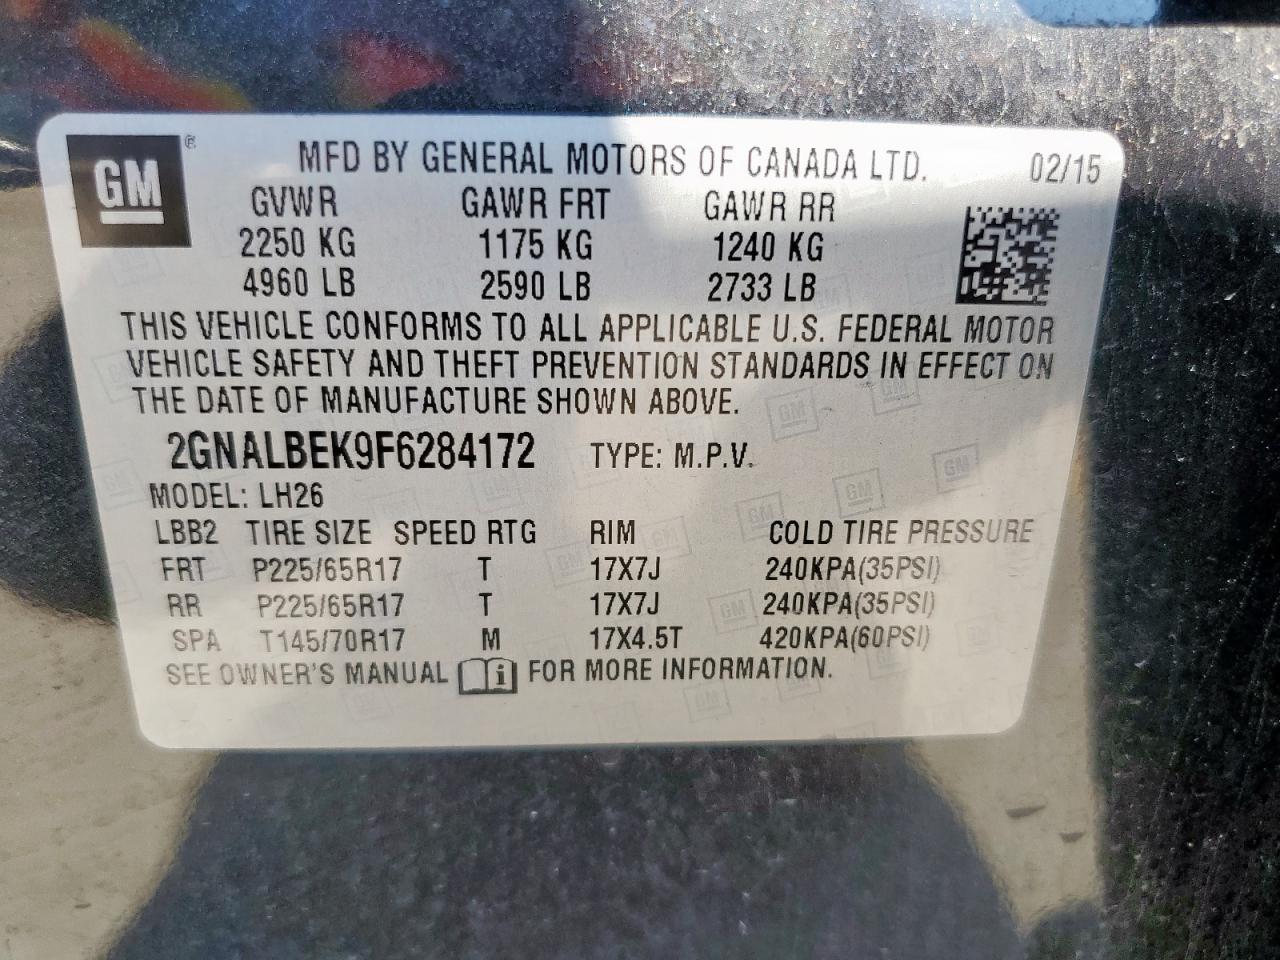 GM ® MFD BY GENERAL MOTORS OF CANADA LTD. 02/15
GVWR GAWR FRT GAWR RR
2250 KG 1175 KG 1240 KG
4960 LB 2590 LB 2733 LB
THIS VEHICLE CONFORMS TO ALL APPLICABLE U.S. FEDERAL MOTOR
VEHICLE SAFETY AND THEFT PREVENTION STANDARDS IN EFFECT ON
THE DATE OF MANUFACTURE SHOWN ABOVE.
2GNALBEK9F6284172 TYPE: M.P.V.
MODEL: LH26
LBB2 TIRE SIZE SPEED RTG RIM COLD TIRE PRESSURE
FRT P225/65R17 T 17X7J 240KPA(35PSI)
RR P225/65R17 T 17X7J 240KPA(35PSI)
SPA T145/70R17 M 17X4.5T 420KPA(60PSI)
SEE OWNER'S MANUAL i FOR MORE INFORMATION.